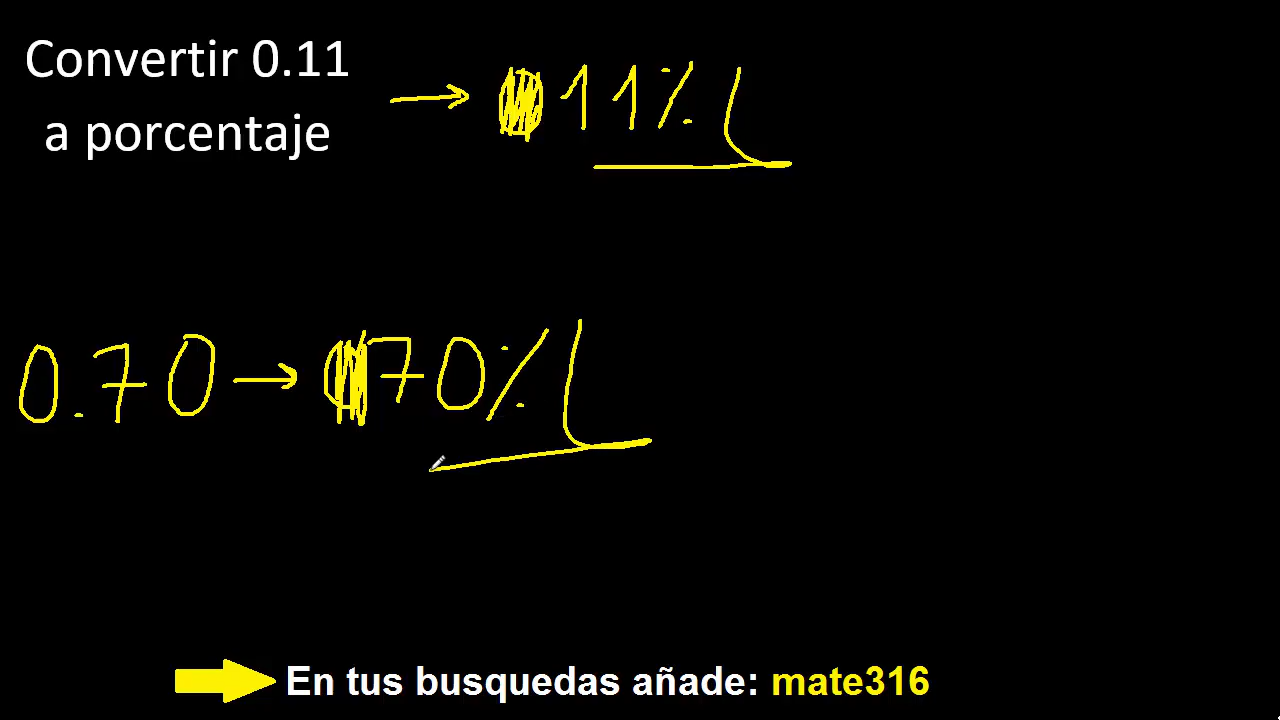 Convertir 0.11
a porcentaje
→ 11%
0.70 → 70%
En tus busquedas añade: mate316